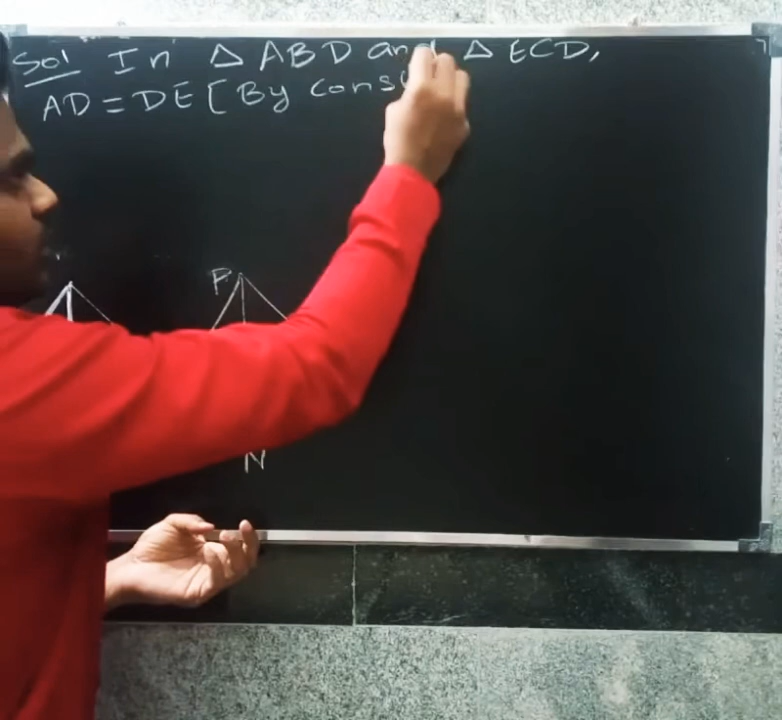 Sol In △ ABD and △ ECD,
AD = DE [By cons
P
N